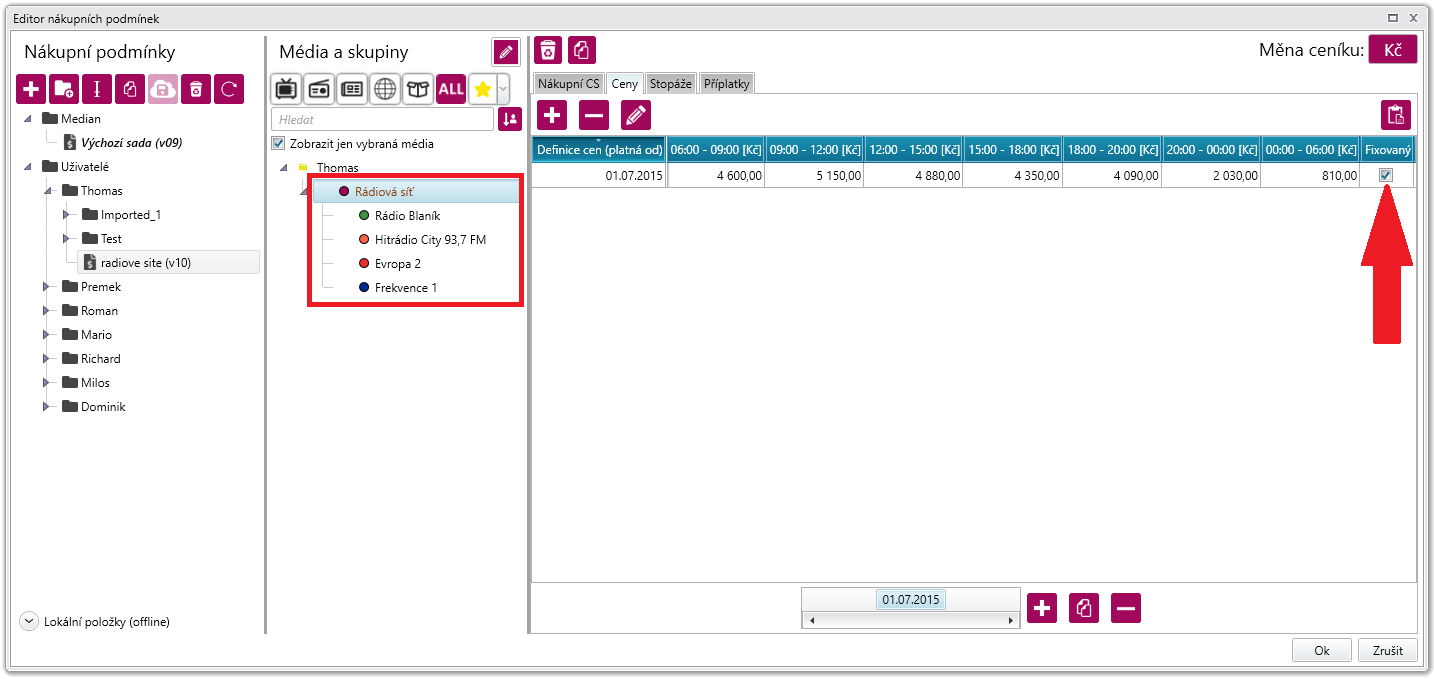 Editor nákupních podmínek
Nákupní podmínky
Median
Výchozí sada (v09)
Uživatelé
Thomas
Imported_1
Test
radiove site (v10)
Premek
Roman
Mario
Richard
Milos
Dominik
Lokální položky (offline)
Média a skupiny
ALL
Hledat
Zobrazit jen vybraná média
Thomas
Rádiová síť
Rádio Blaník
Hitrádio City 93,7 FM
Evropa 2
Frekvence 1
Měna ceníku: Kč
Nákupní CS Ceny Stopáže Příplatky
Definice cen (platná od) 06:00 - 09:00 [Kč] 09:00 - 12:00 [Kč] 12:00 - 15:00 [Kč] 15:00 - 18:00 [Kč] 18:00 - 20:00 [Kč] 20:00 - 00:00 [Kč] 00:00 - 06:00 [Kč] Fixovaný
01.07.2015 4 600,00 5 150,00 4 880,00 4 350,00 4 090,00 2 030,00 810,00
01.07.2015
Ok Zrušit